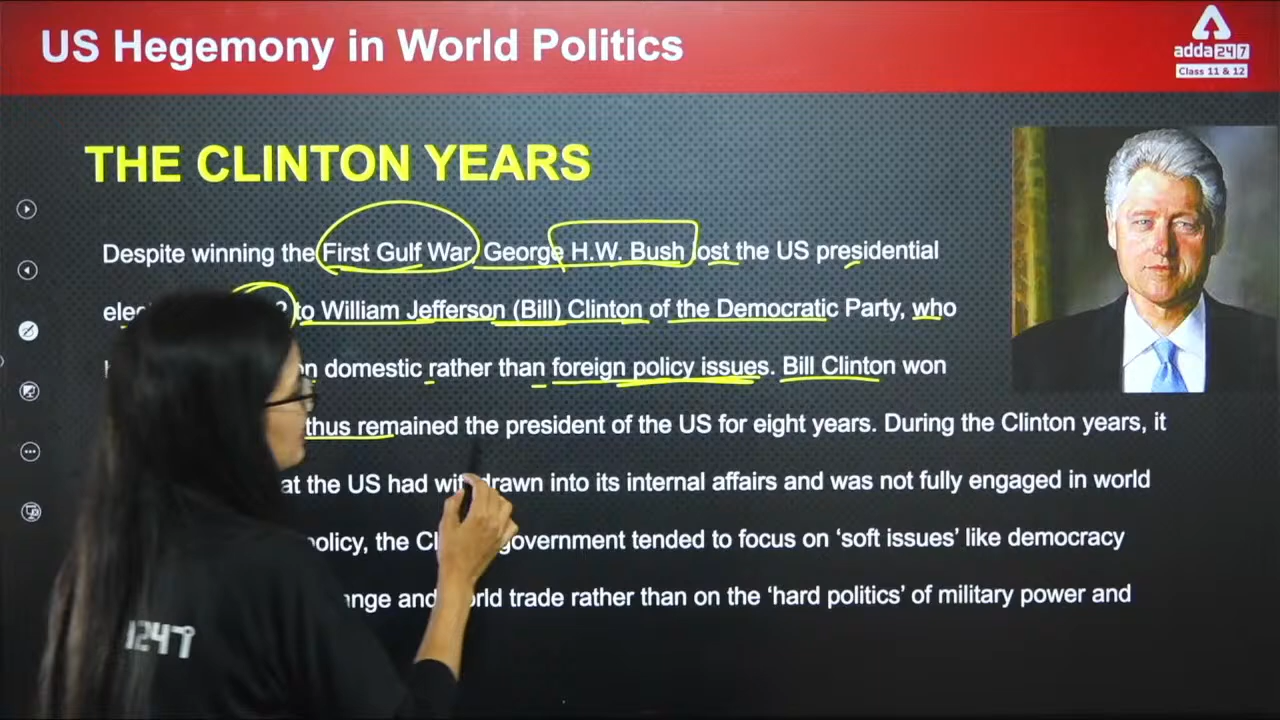 US Hegemony in World Politics
adda247
Class 11 & 12
THE CLINTON YEARS
Despite winning the First Gulf War, George H.W. Bush lost the US presidential
to William Jefferson (Bill) Clinton of the Democratic Party, who
domestic rather than foreign policy issues. Bill Clinton won
thus remained the president of the US for eight years. During the Clinton years, it
the US had withdrawn into its internal affairs and was not fully engaged in world
policy, the government tended to focus on ‘soft issues’ like democracy
and trade rather than on the ‘hard politics’ of military power and
247